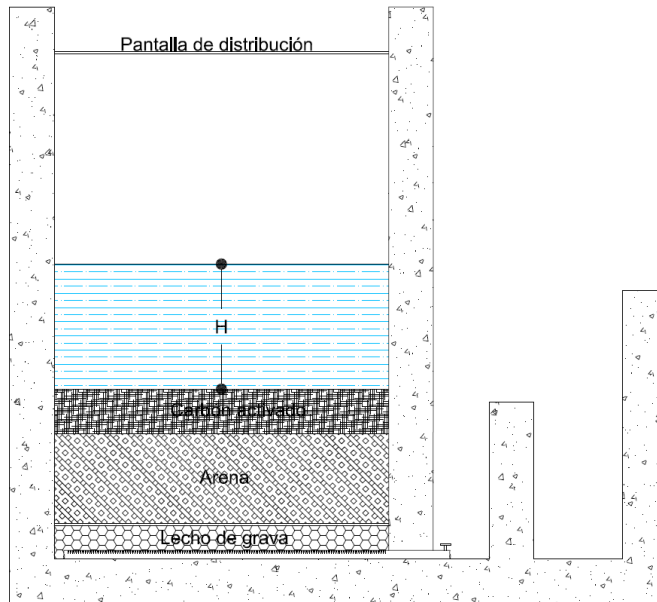 Pantalla de distribución
H
Carbón activado
Arena
Lecho de grava